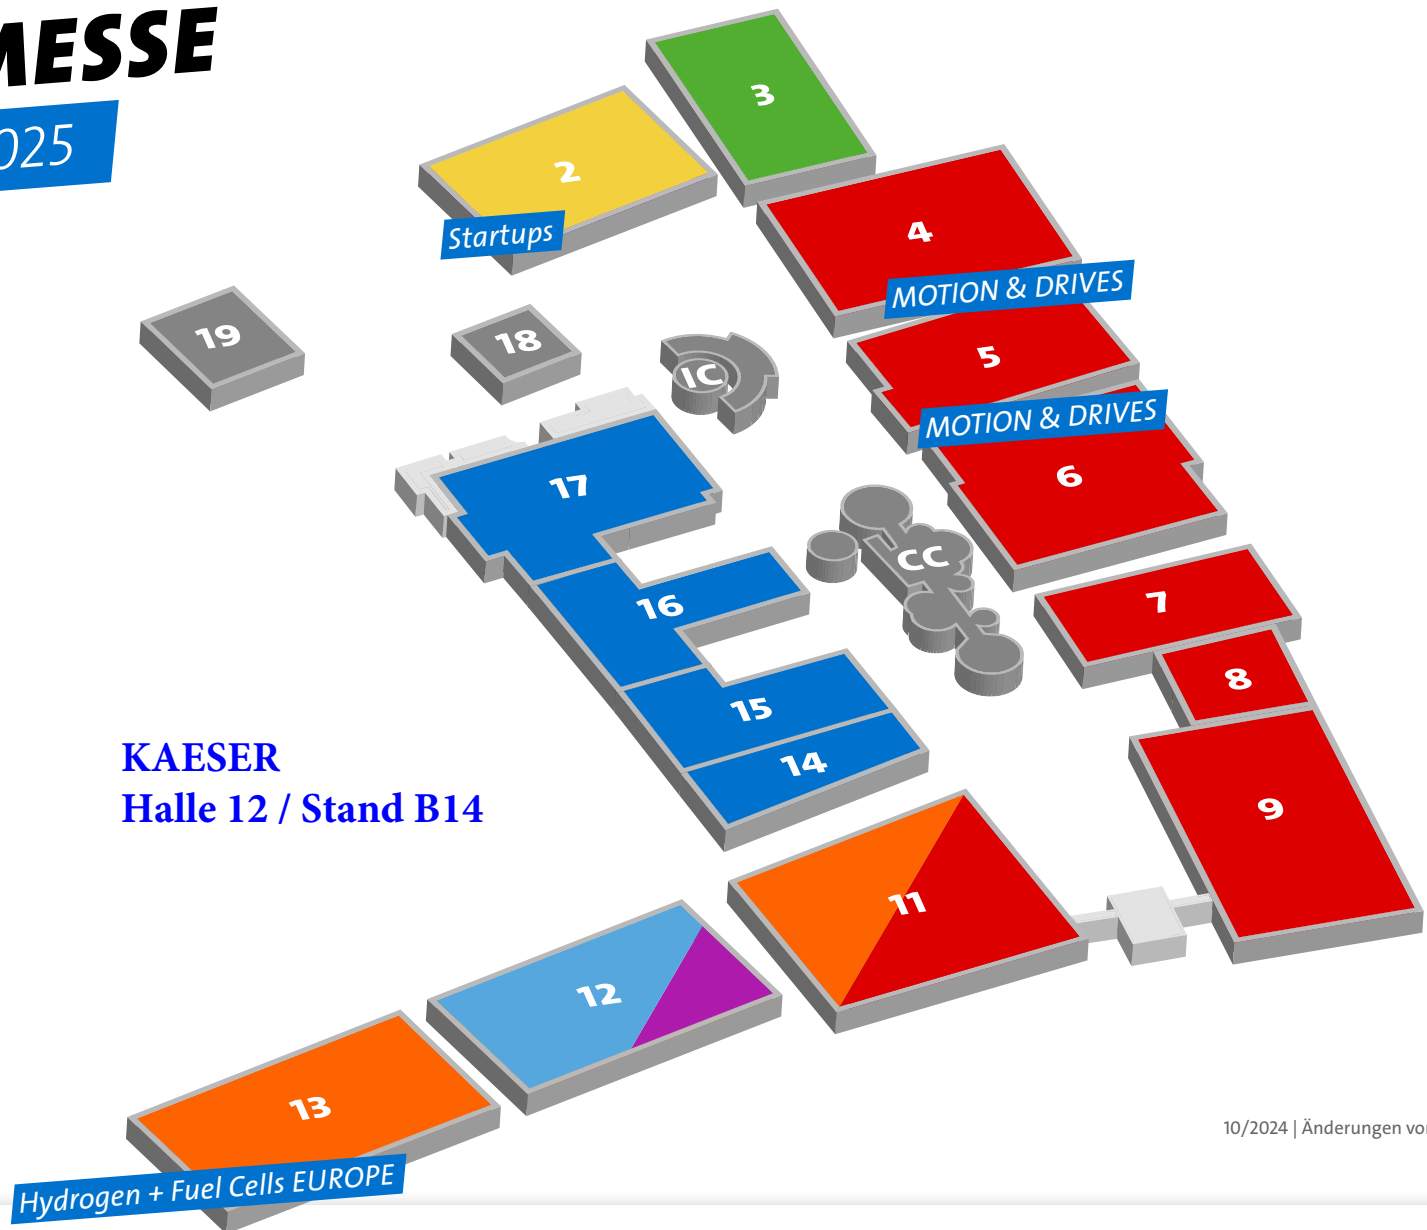 MESSE
025
3
2
Startups
4
MOTION & DRIVES
19
18
IC
5
MOTION & DRIVES
17
6
CC
16
7
8
15
14
KAESER
Halle 12 / Stand B14
9
11
12
13
10/2024 | Änderungen vor
Hydrogen + Fuel Cells EUROPE